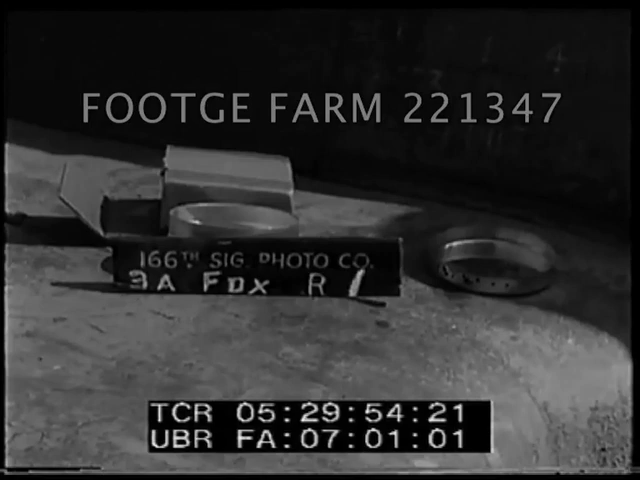 FOOTGE FARM 221347
166TH SIG. PHOTO CO.
3A FDX R 1
TCR 05:29:54:21
UBR FA:07:01:01